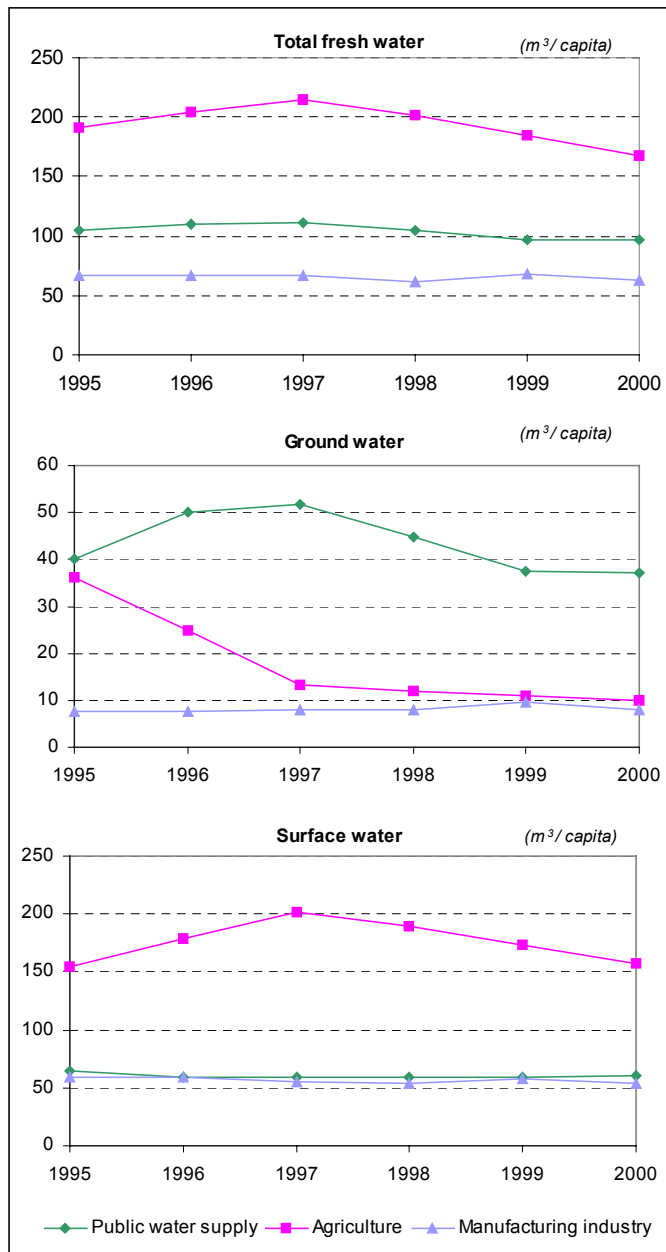 Total fresh water (m³/ capita)
250
200
150
100
50
0
1995 1996 1997 1998 1999 2000
Ground water (m³/ capita)
60
50
40
30
20
10
0
1995 1996 1997 1998 1999 2000
Surface water (m³/ capita)
250
200
150
100
50
0
1995 1996 1997 1998 1999 2000
Public water supply Agriculture Manufacturing industry